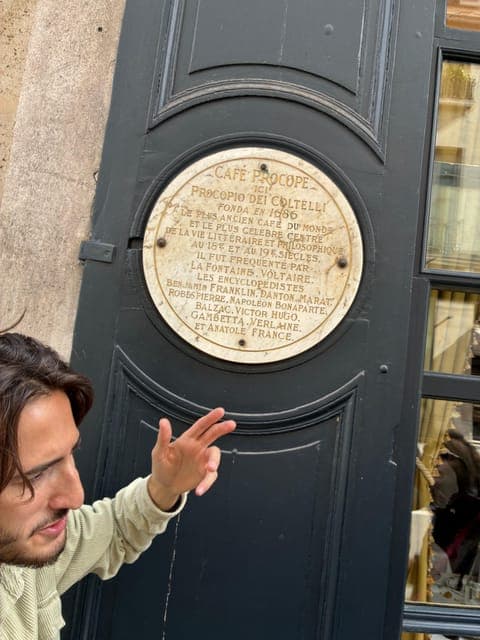 CAFÉ PROCOPE
ICI
PROCOPIO DEI COLTELLI
FONDA EN 1686
LE PLUS ANCIEN CAFÉ DU MONDE
ET LE PLUS CÉLÈBRE CENTRE
DE LA VIE LITTÉRAIRE ET PHILOSOPHIQUE
AU 18E. ET AU 19E. SIÈCLES.
IL FUT FRÉQUENTÉ PAR
LA FONTAINE, VOLTAIRE.
LES ENCYCLOPEDISTES
BENJAMIN FRANKLIN, DANTON, MARAT.
ROBESPIERRE, NAPOLÉON BONAPARTE,
BALZAC, VICTOR HUGO.
GAMBETTA, VERLAINE.
ET ANATOLE FRANCE.